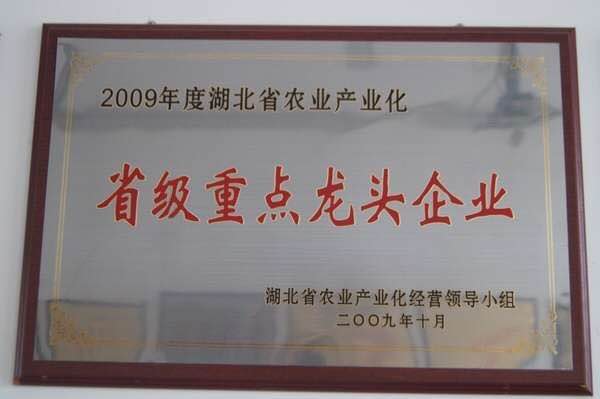 2009年度湖北省农业产业化
省级重点龙头企业
湖北省农业产业化经营领导小组
二〇〇九年十月